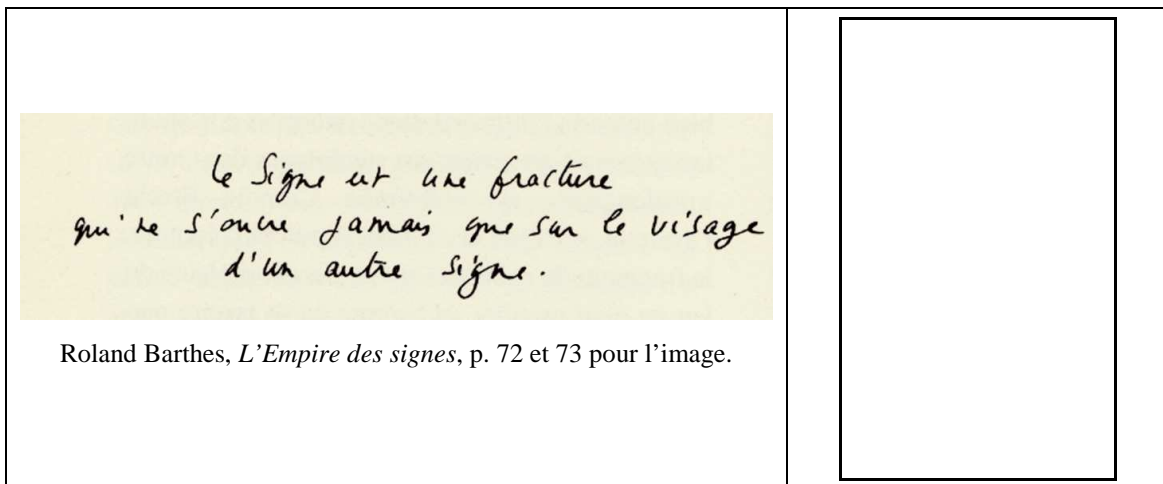 le signe est une fracture
qui ne s'ouvre jamais que sur le visage
d'un autre signe.
Roland Barthes, L'Empire des signes, p. 72 et 73 pour l'image.